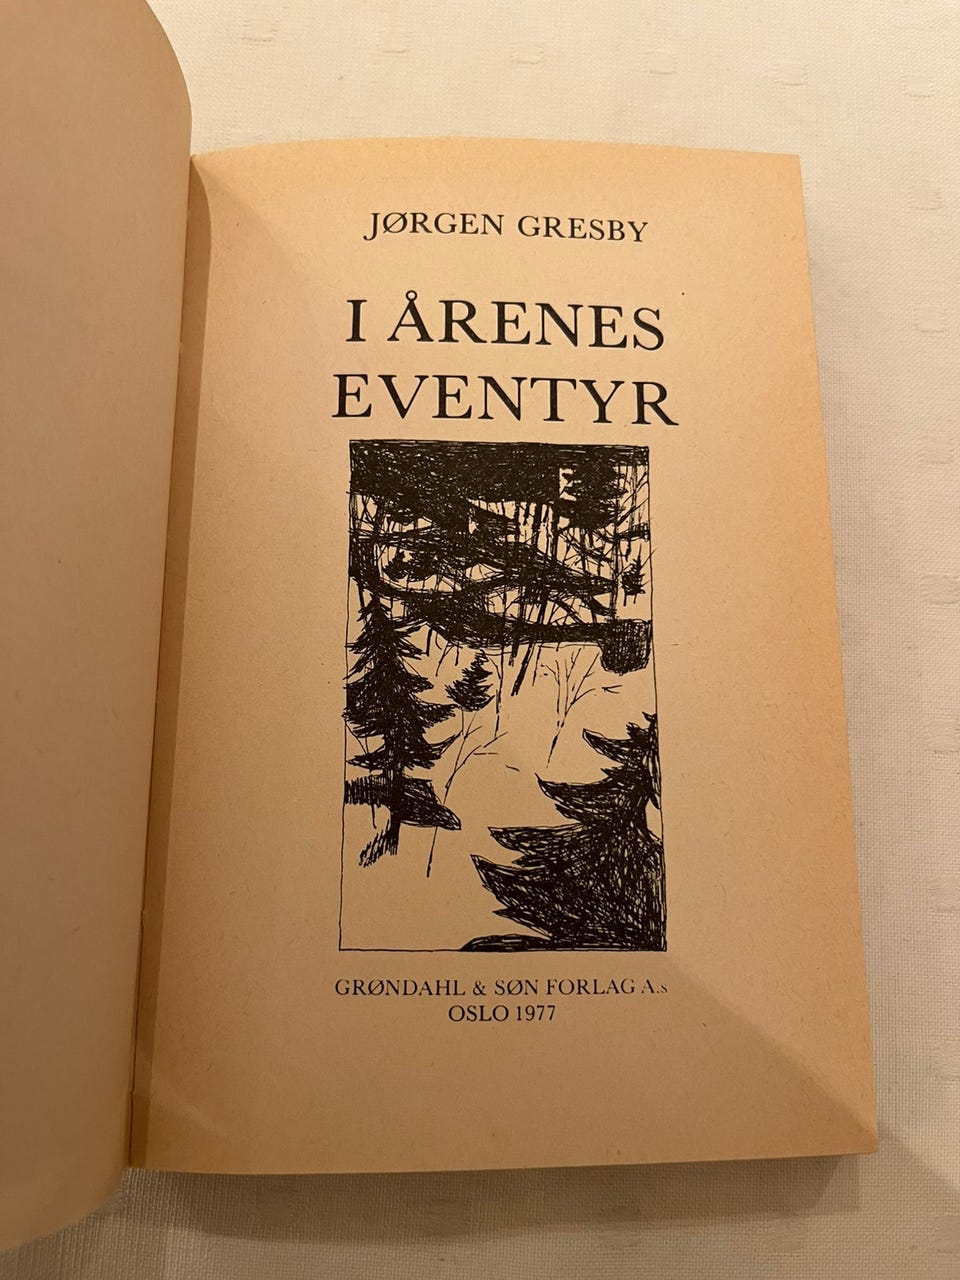 JØRGEN GRESBY
I ÅRENES
EVENTYR
GRØNDAHL & SØN FORLAG A.s
OSLO 1977